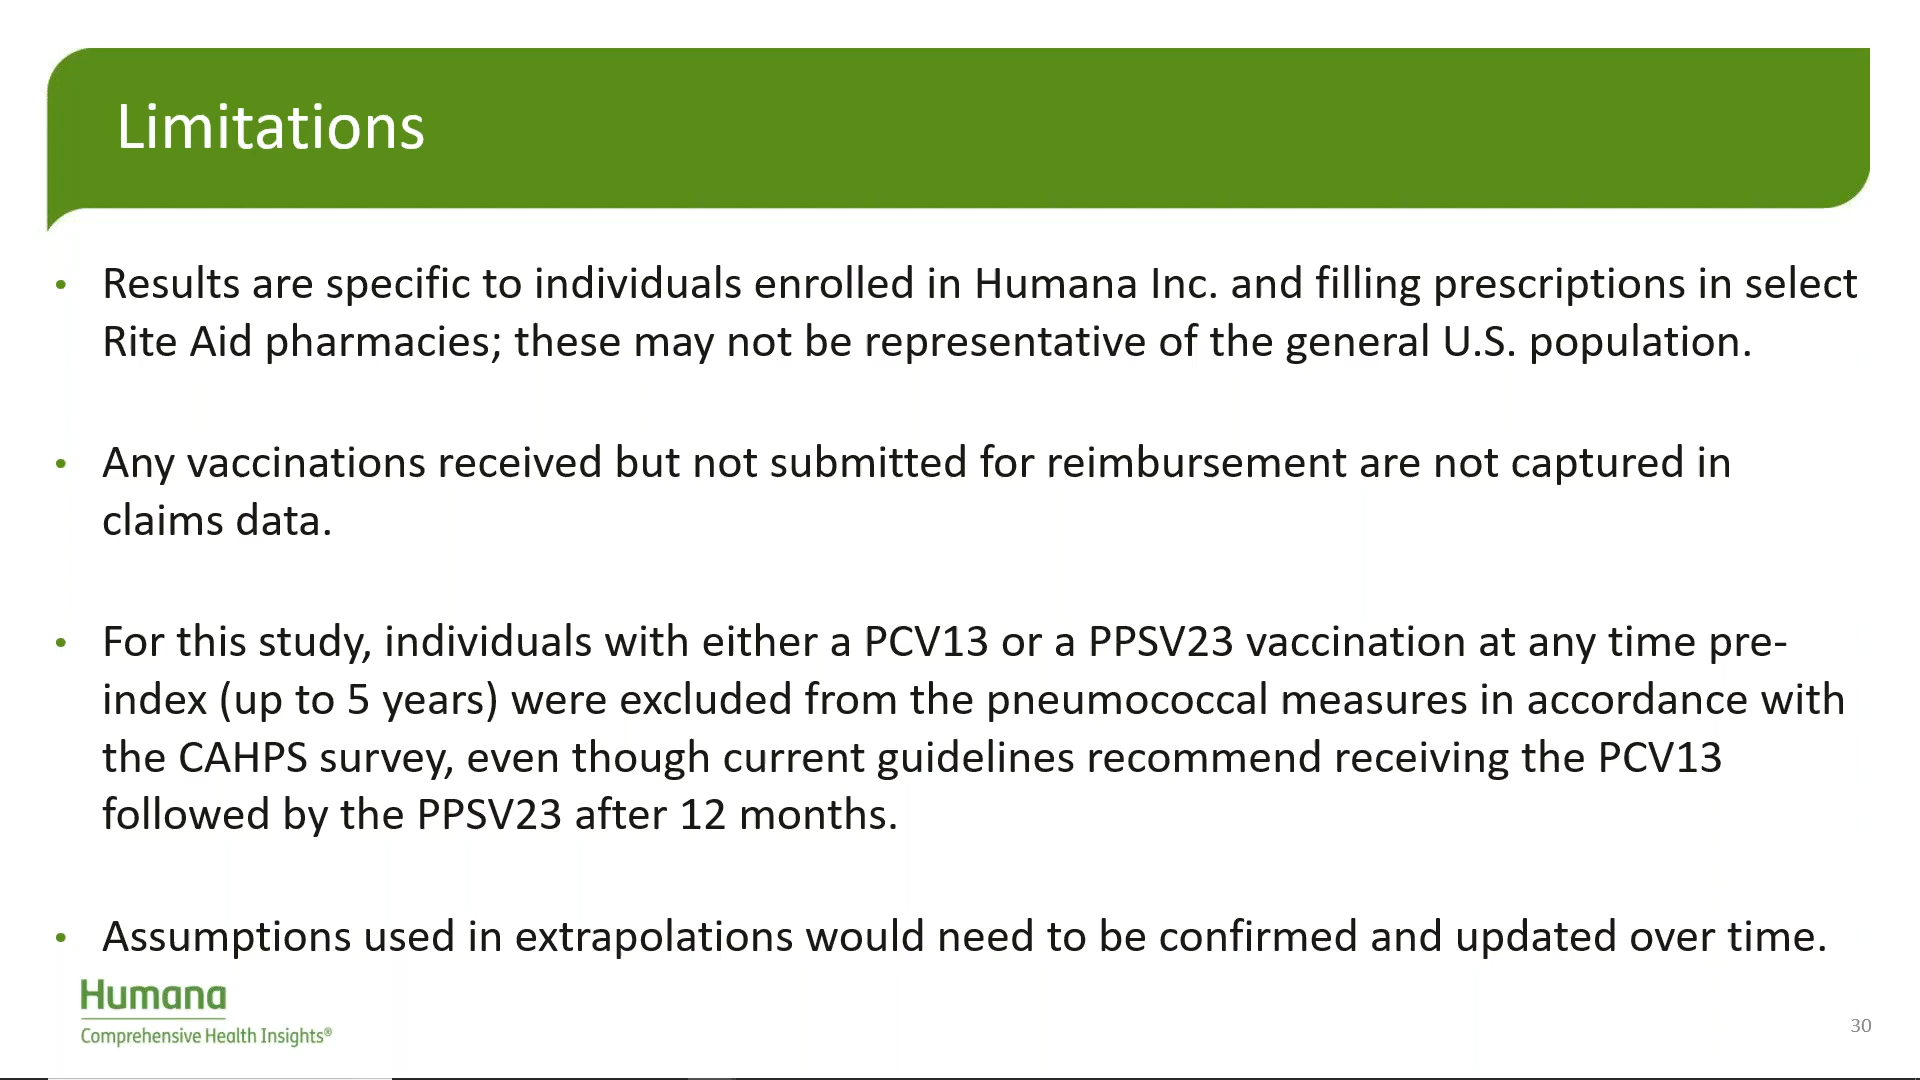 Limitations
• Results are specific to individuals enrolled in Humana Inc. and filling prescriptions in select
Rite Aid pharmacies; these may not be representative of the general U.S. population.
• Any vaccinations received but not submitted for reimbursement are not captured in
claims data.
• For this study, individuals with either a PCV13 or a PPSV23 vaccination at any time pre-
index (up to 5 years) were excluded from the pneumococcal measures in accordance with
the CAHPS survey, even though current guidelines recommend receiving the PCV13
followed by the PPSV23 after 12 months.
• Assumptions used in extrapolations would need to be confirmed and updated over time.
Humana
Comprehensive Health Insights®
30